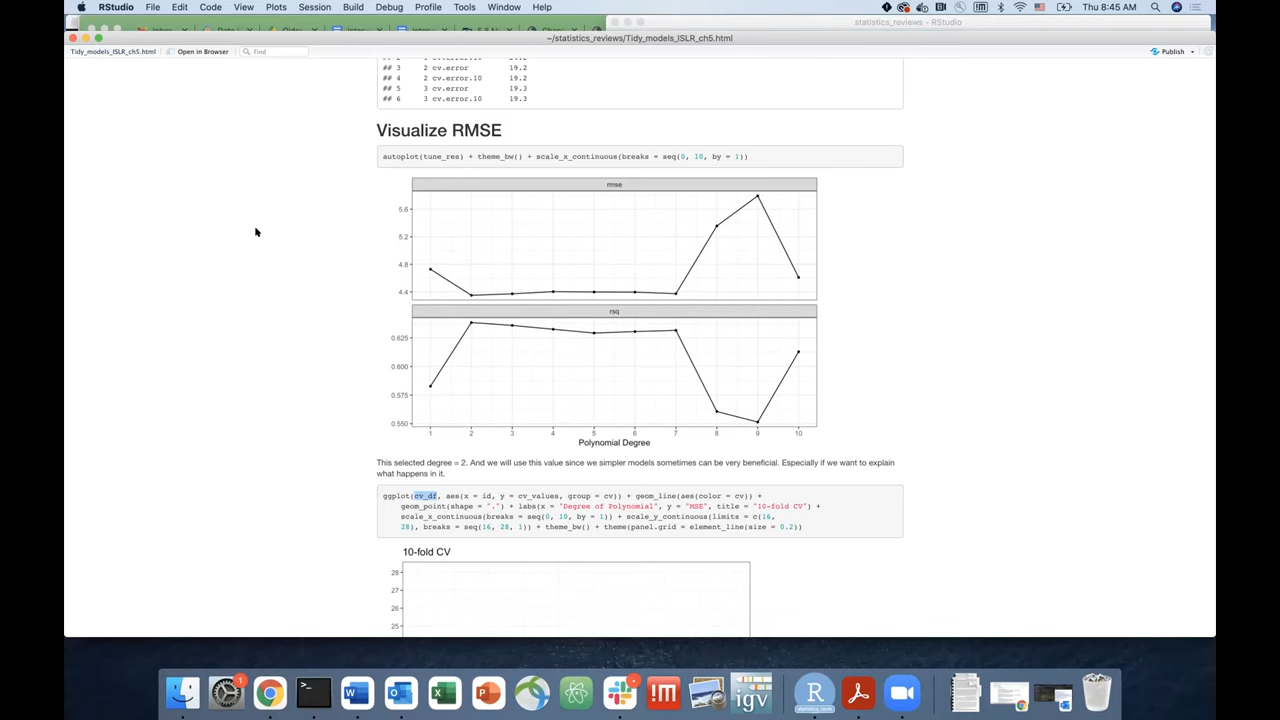 RStudio File Edit Code View Plots Session Build Debug Profile Tools Window Help Thu 8:45 AM
statistics_reviews - RStudio
~/statistics_reviews/Tidy_models_ISLR_ch5.html
Tidy_models_ISLR_ch5.html Open in Browser Find Publish
## 3 2 cv.error 19.2
## 4 2 cv.error.10 19.2
## 5 3 cv.error 19.3
## 6 3 cv.error.10 19.3
Visualize RMSE
autoplot(tune_res) + theme_bw() + scale_x_continuous(breaks = seq(0, 10, by = 1))
rmse
5.6
5.2
4.8
4.4
rsq
0.625
0.600
0.575
0.550
1 2 3 4 5 6 7 8 9 10
Polynomial Degree
This selected degree = 2. And we will use this value since we simpler models sometimes can be very beneficial. Especially if we want to explain
what happens in it.
ggplot(cv_df, aes(x = id, y = cv_values, group = cv)) + geom_line(aes(color = cv)) +
geom_point(shape = ".") + labs(x = "Degree of Polynomial", y = "MSE", title = "10-fold CV") +
scale_x_continuous(breaks = seq(0, 10, by = 1)) + scale_y_continuous(limits = c(16,
28), breaks = seq(16, 28, 1)) + theme_bw() + theme(panel.grid = element_line(size = 0.2))
10-fold CV
28
27
26
25
1
>_
W
X
P
!M
igv
R
statistics_review